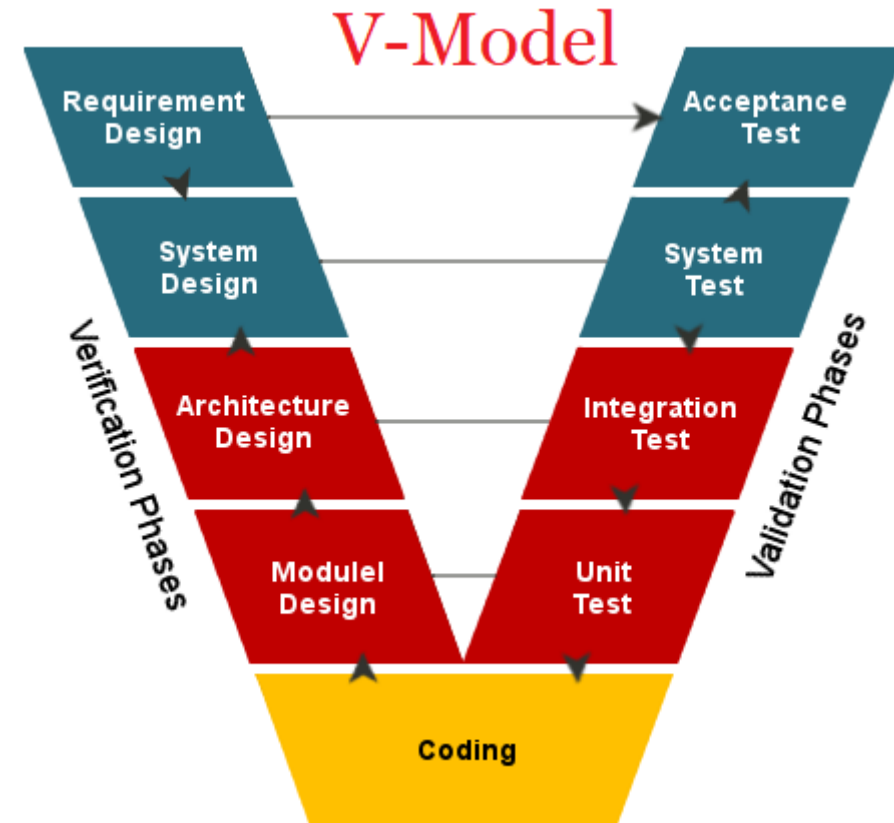 V-Model
Requirement
Design
Acceptance
Test
System
Design
System
Test
Architecture
Design
Integration
Test
Modulel
Design
Unit
Test
Coding
Verification Phases
Validation Phases